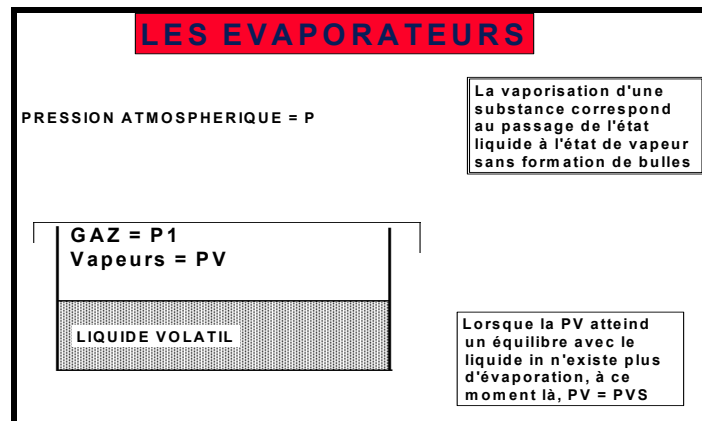 LES EVAPORATEURS
PRESSION ATMOSPHERIQUE = P
La vaporisation d'une
substance correspond
au passage de l'état
liquide à l'état de vapeur
sans formation de bulles
GAZ = P1
Vapeurs = PV
LIQUIDE VOLATIL
Lorsque la PV atteind
un équilibre avec le
liquide in n'existe plus
d'évaporation, à ce
moment là, PV = PVS